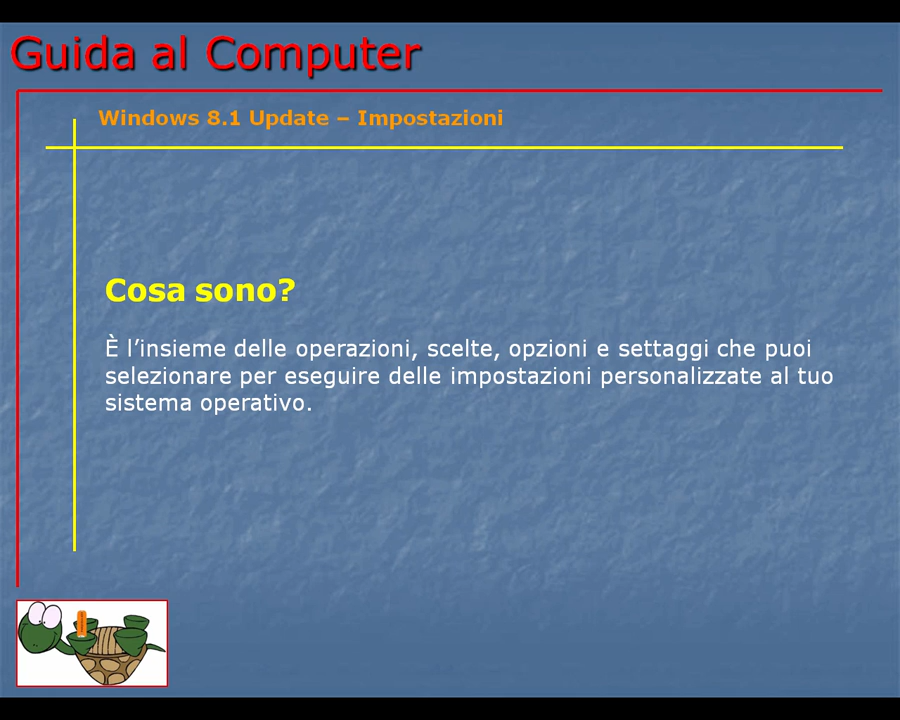 Guida al Computer
Windows 8.1 Update – Impostazioni
Cosa sono?
È l’insieme delle operazioni, scelte, opzioni e settaggi che puoi
selezionare per eseguire delle impostazioni personalizzate al tuo
sistema operativo.